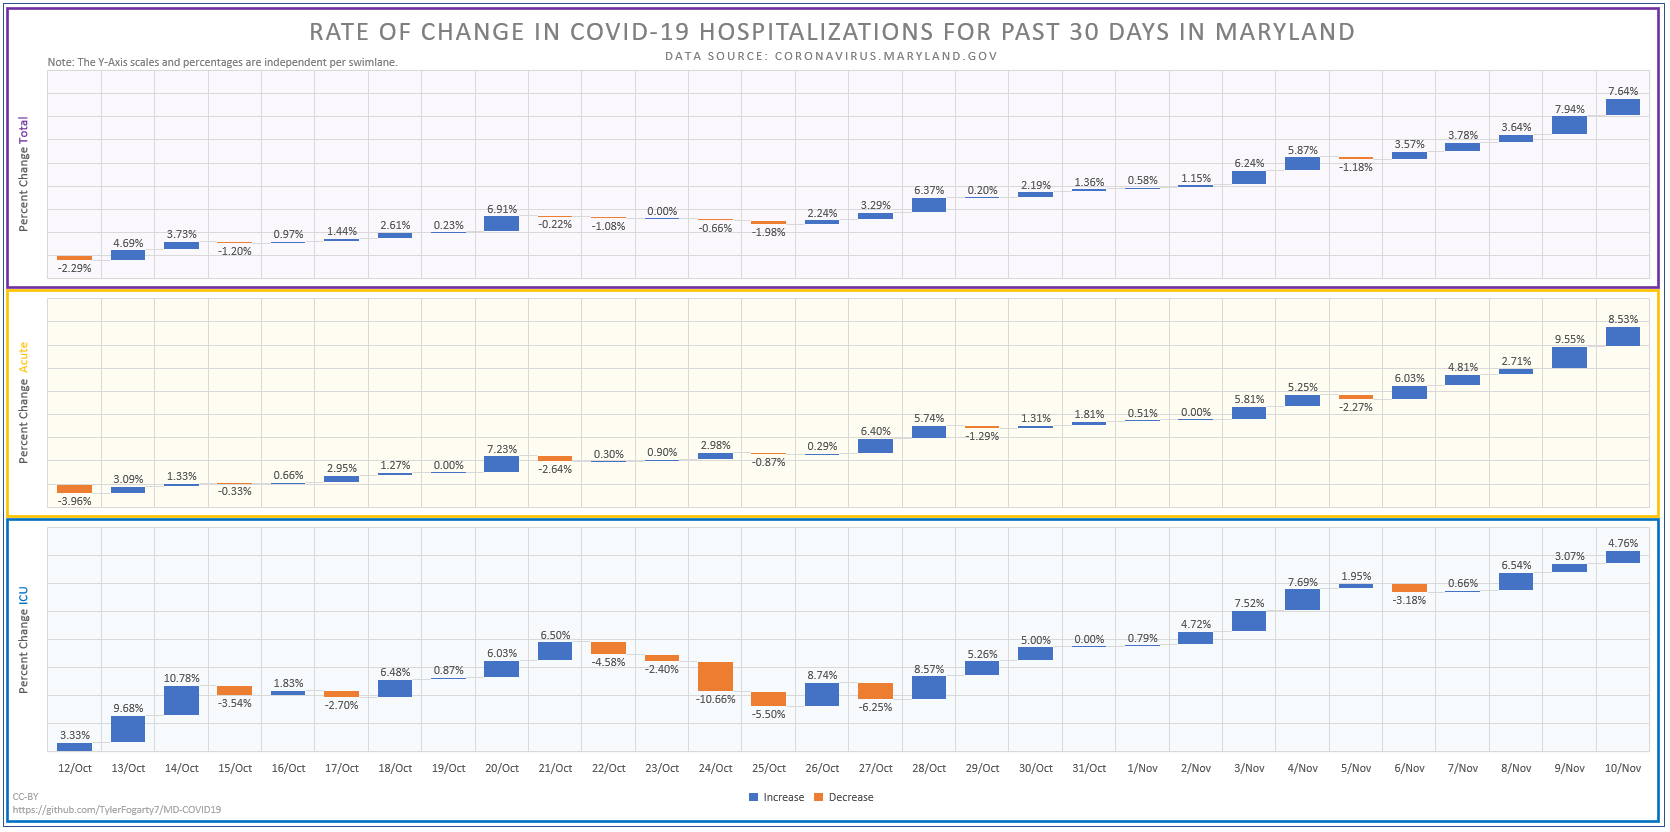 RATE OF CHANGE IN COVID-19 HOSPITALIZATIONS FOR PAST 30 DAYS IN MARYLAND
DATA SOURCE: CORONAVIRUS.MARYLAND.GOV
Note: The Y-Axis scales and percentages are independent per swimlane.
Percent Change Total
-2.29% 4.69% 3.73% -1.20% 0.97% 1.44% 2.61% 0.23% 6.91% -0.22% -1.08% 0.00% -0.66% -1.98% 2.24% 3.29% 6.37% 0.20% 2.19% 1.36% 0.58% 1.15% 6.24% 5.87% -1.18% 3.57% 3.78% 3.64% 7.94% 7.64%
Percent Change Acute
-3.96% 3.09% 1.33% -0.33% 0.66% 2.95% 1.27% 0.00% 7.23% -2.64% 0.30% 0.90% 2.98% -0.87% 0.29% 6.40% 5.74% -1.29% 1.31% 1.81% 0.51% 0.00% 5.81% 5.25% -2.27% 6.03% 4.81% 2.71% 9.55% 8.53%
Percent Change ICU
3.33% 9.68% 10.78% -3.54% 1.83% -2.70% 6.48% 0.87% 6.03% 6.50% -4.58% -2.40% -10.66% -5.50% 8.74% -6.25% 8.57% 5.26% 5.00% 0.00% 0.79% 4.72% 7.52% 7.69% 1.95% -3.18% 0.66% 6.54% 3.07% 4.76%
12/Oct 13/Oct 14/Oct 15/Oct 16/Oct 17/Oct 18/Oct 19/Oct 20/Oct 21/Oct 22/Oct 23/Oct 24/Oct 25/Oct 26/Oct 27/Oct 28/Oct 29/Oct 30/Oct 31/Oct 1/Nov 2/Nov 3/Nov 4/Nov 5/Nov 6/Nov 7/Nov 8/Nov 9/Nov 10/Nov
Increase Decrease
CC-BY
https://github.com/TylerFogarty7/MD-COVID19